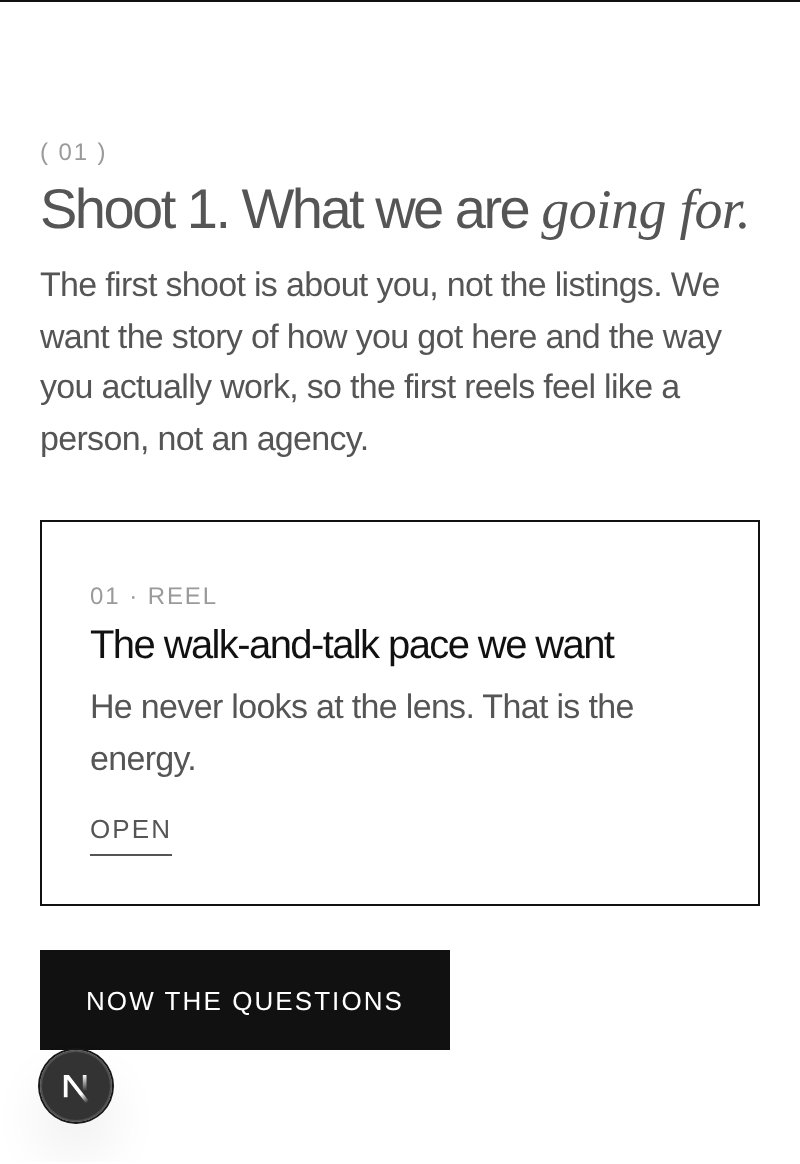 ( 01 )
Shoot 1. What we are going for.
The first shoot is about you, not the listings. We
want the story of how you got here and the way
you actually work, so the first reels feel like a
person, not an agency.
01 · REEL
The walk-and-talk pace we want
He never looks at the lens. That is the
energy.
OPEN
NOW THE QUESTIONS
N